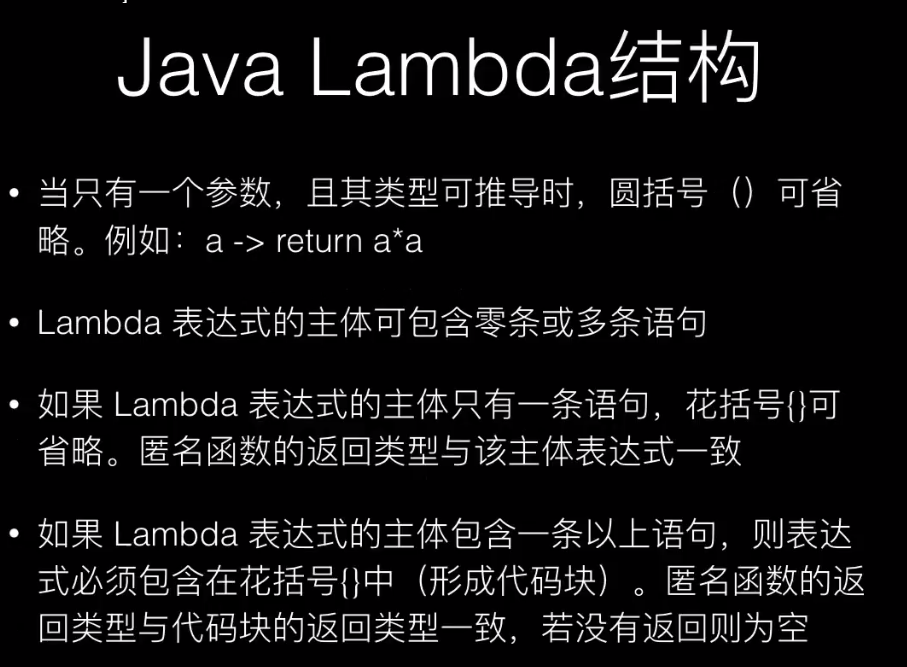 Java Lambda结构
• 当只有一个参数，且其类型可推导时，圆括号（）可省
略。例如：a -> return a*a
• Lambda 表达式的主体可包含零条或多条语句
• 如果 Lambda 表达式的主体只有一条语句，花括号{}可
省略。匿名函数的返回类型与该主体表达式一致
• 如果 Lambda 表达式的主体包含一条以上语句，则表达
式必须包含在花括号{}中（形成代码块）。匿名函数的返
回类型与代码块的返回类型一致，若没有返回则为空